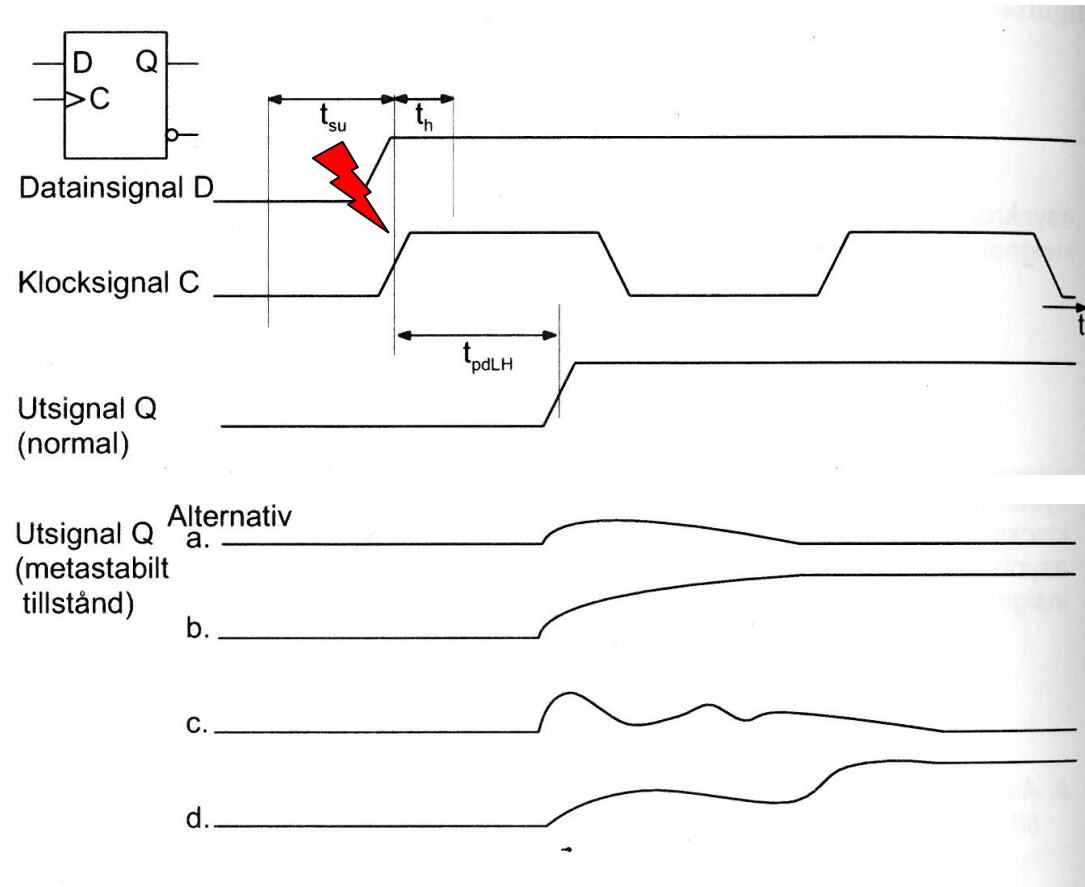 D Q
C
t_su t_h
Datainsignal D
Klocksignal C
t
t_pdLH
Utsignal Q
(normal)
Alternativ
Utsignal Q
(metastabilt
tillstånd)
a.
b.
c.
d.